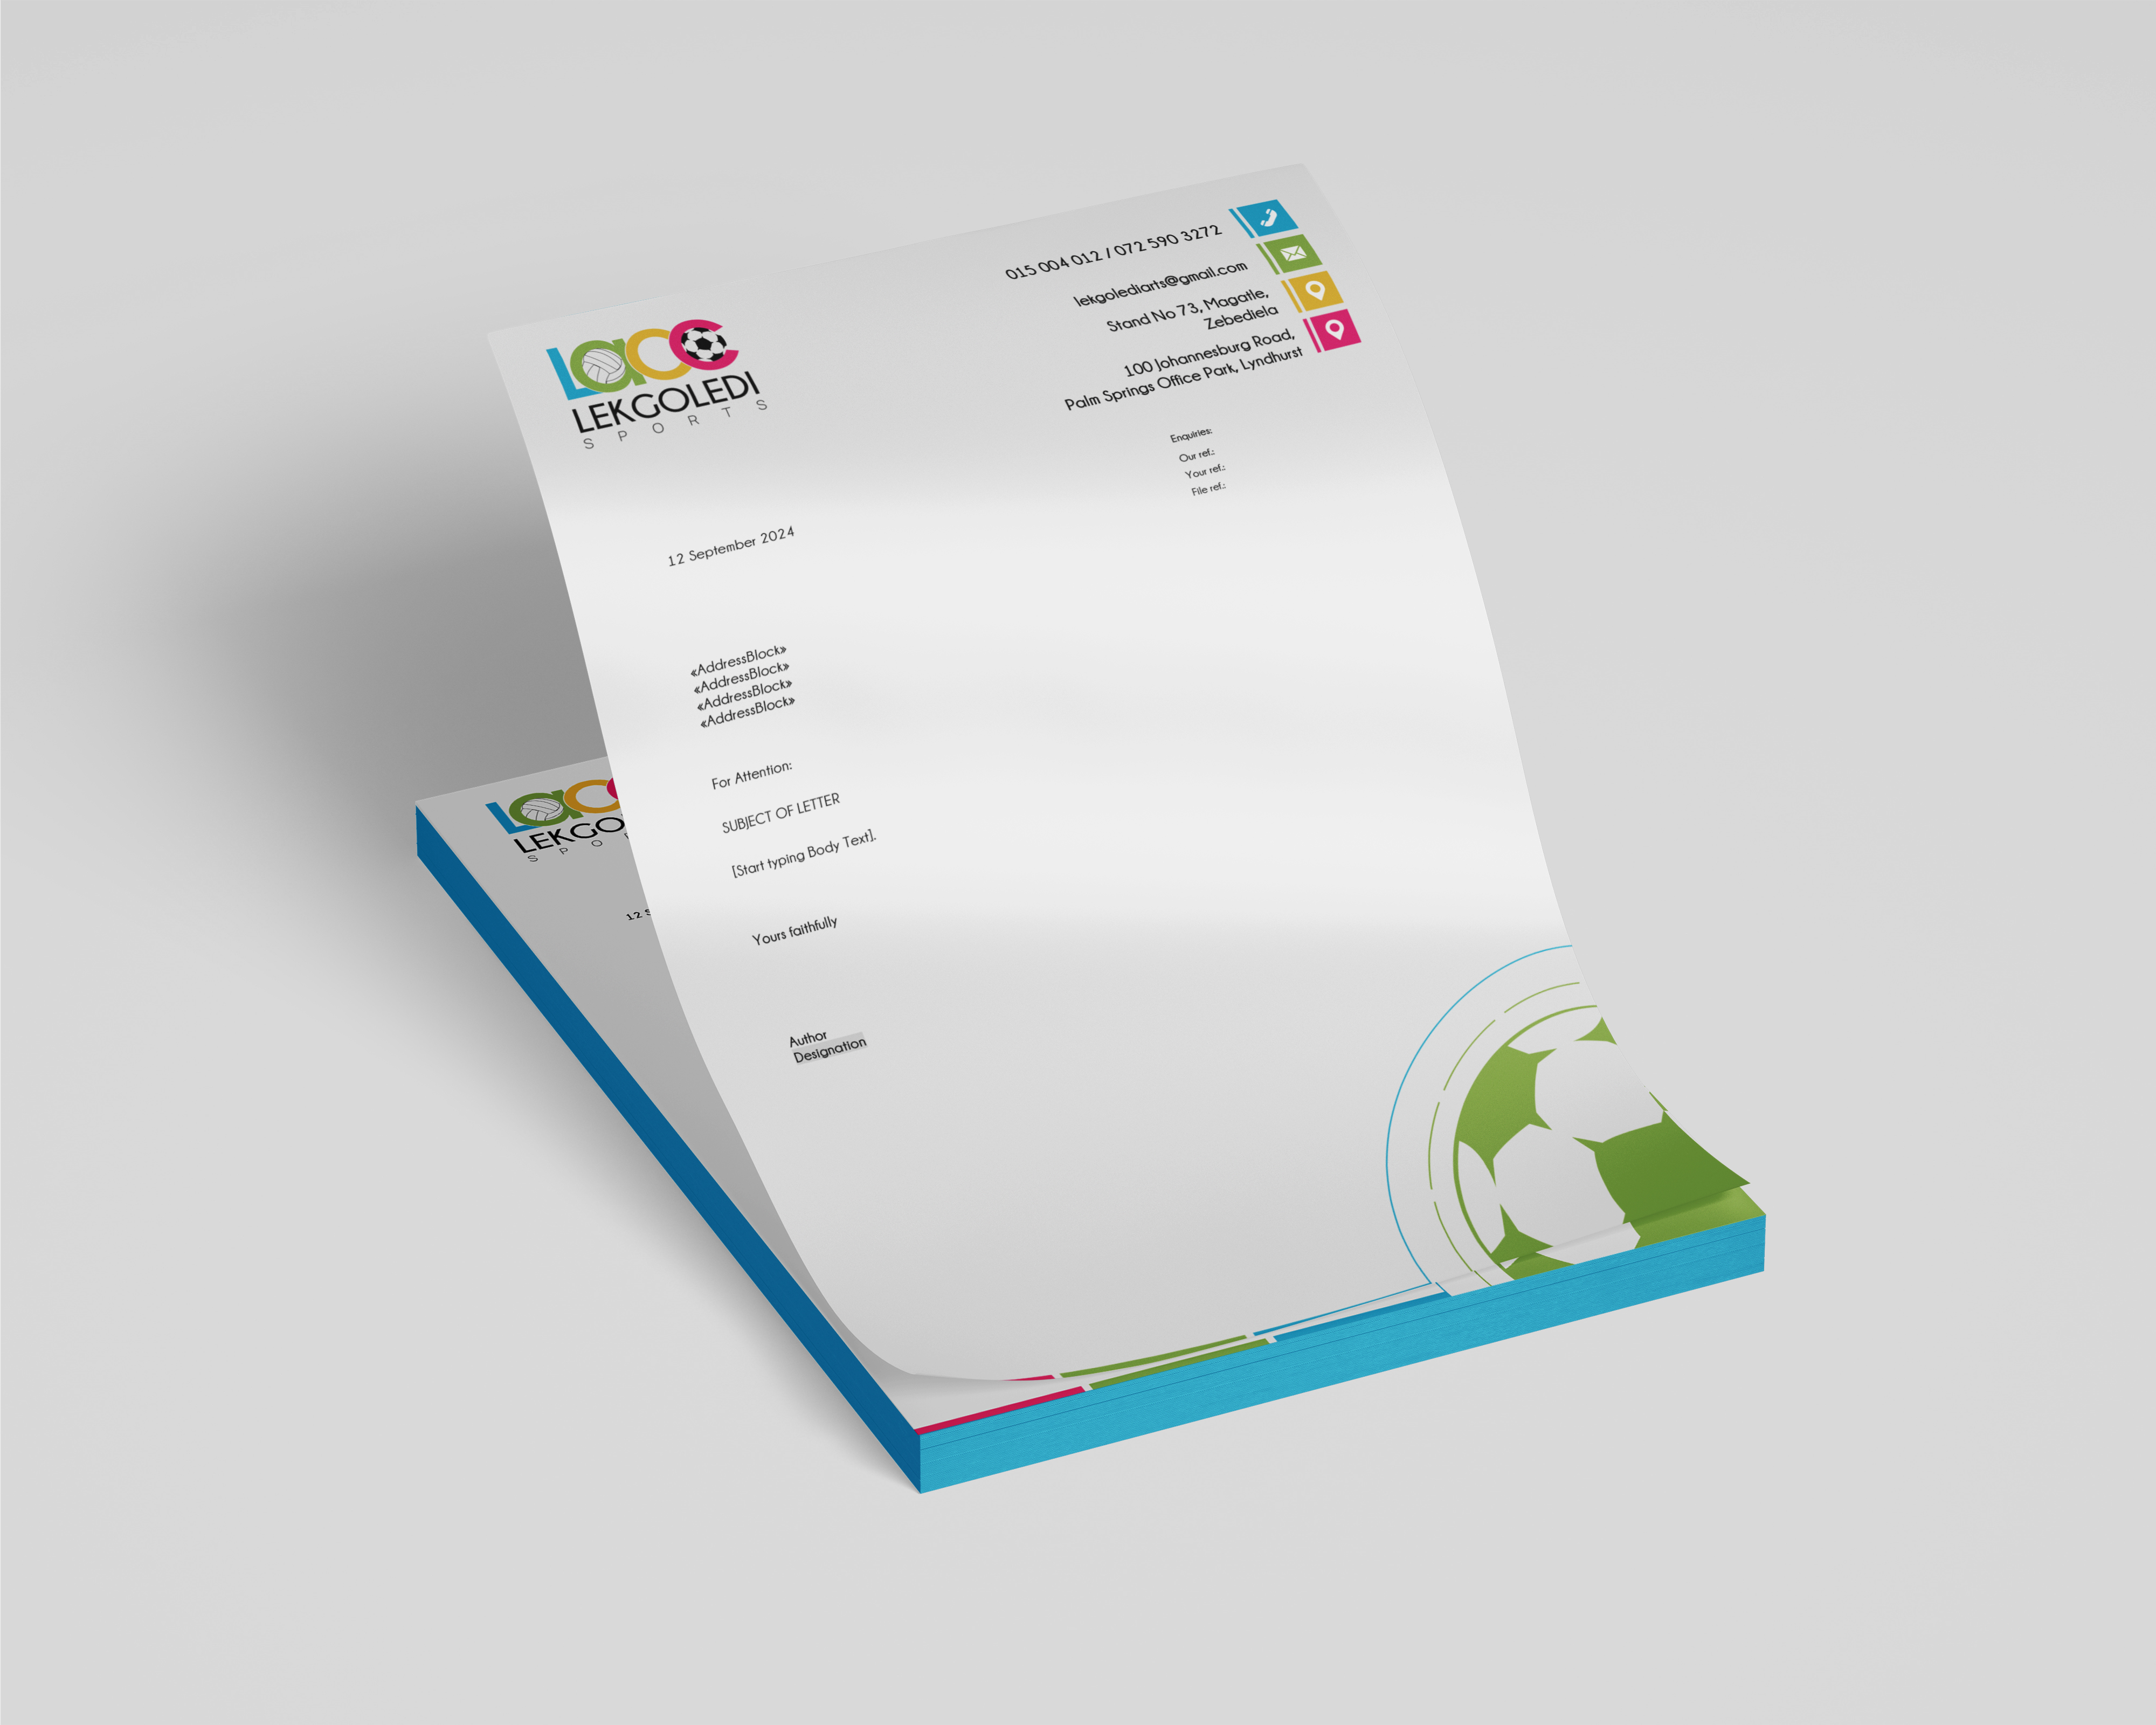 Lacc
LEKGOLEDI
SPORTS
015 004 012 / 072 590 3272
lekgolediarts@gmail.com
Stand No 73, Magatle,
Zebediela
100 Johannesburg Road,
Palm Springs Office Park, Lyndhurst
Enquiries:
Our ref.:
Your ref.:
File ref.:
12 September 2024
«AddressBlock»
«AddressBlock»
«AddressBlock»
«AddressBlock»
For Attention:
SUBJECT OF LETTER
[Start typing Body Text].
Yours faithfully
Author
Designation
Lac
LEKGO
SPO
12 S